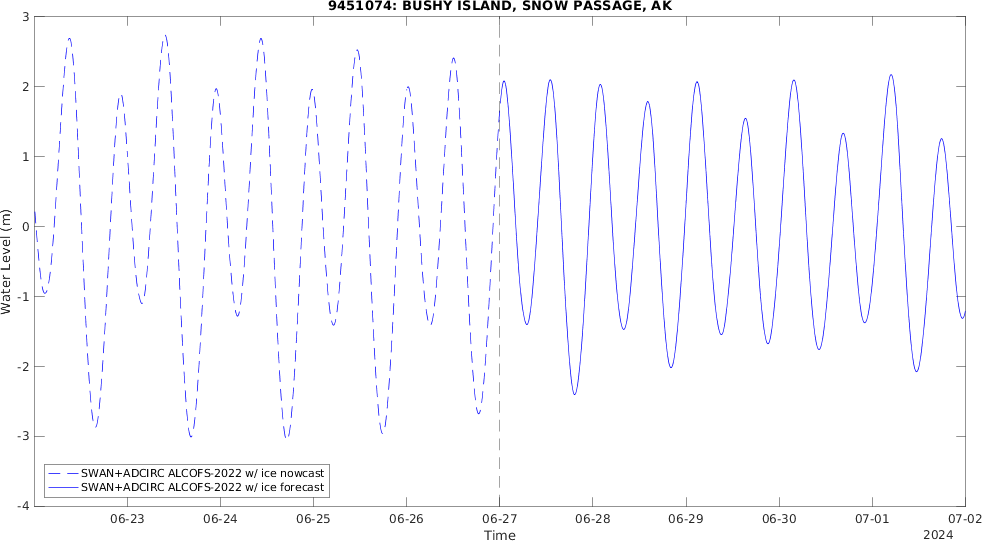 9451074: BUSHY ISLAND, SNOW PASSAGE, AK
3
2
1
0
-1
-2
-3
-4
Water Level (m)
SWAN+ADCIRC ALCOFS-2022 w/ ice nowcast
SWAN+ADCIRC ALCOFS-2022 w/ ice forecast
06-23 06-24 06-25 06-26 06-27 06-28 06-29 06-30 07-01 07-02
Time
2024